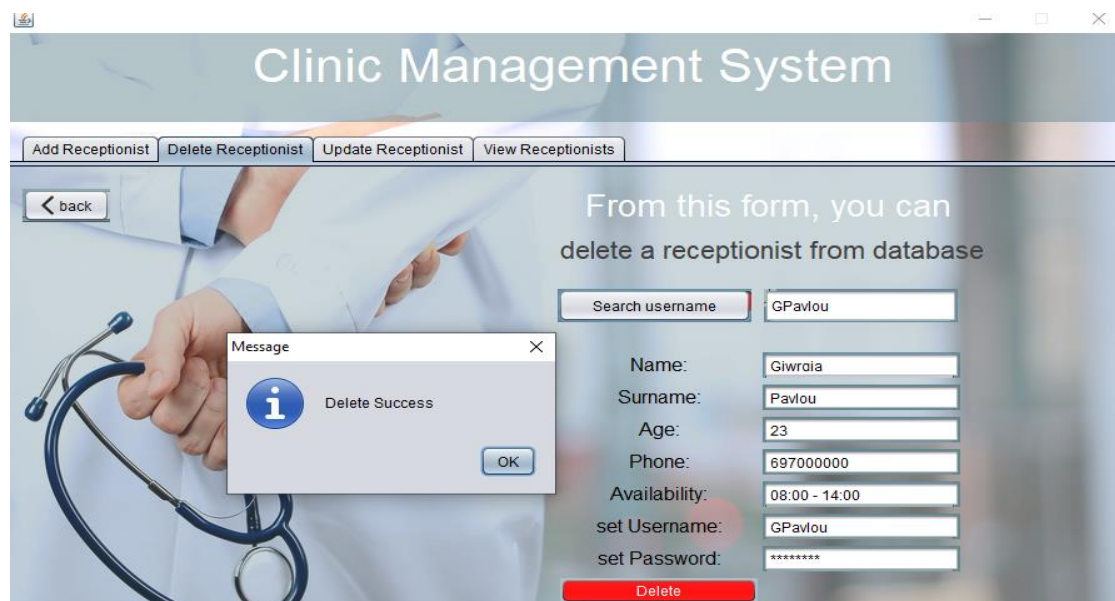 Clinic Management System
Add Receptionist Delete Receptionist Update Receptionist View Receptionists
back
From this form, you can
delete a receptionist from database
Search username GPavlou
Message
Delete Success
OK
Name: Giwrgia
Surname: Pavlou
Age: 23
Phone: 697000000
Availability: 08:00 - 14:00
set Username: GPavlou
set Password: ********
Delete